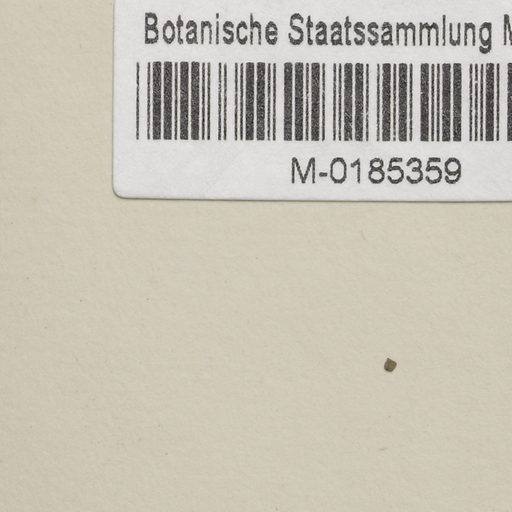 Botanische Staatssammlung
M-0185359